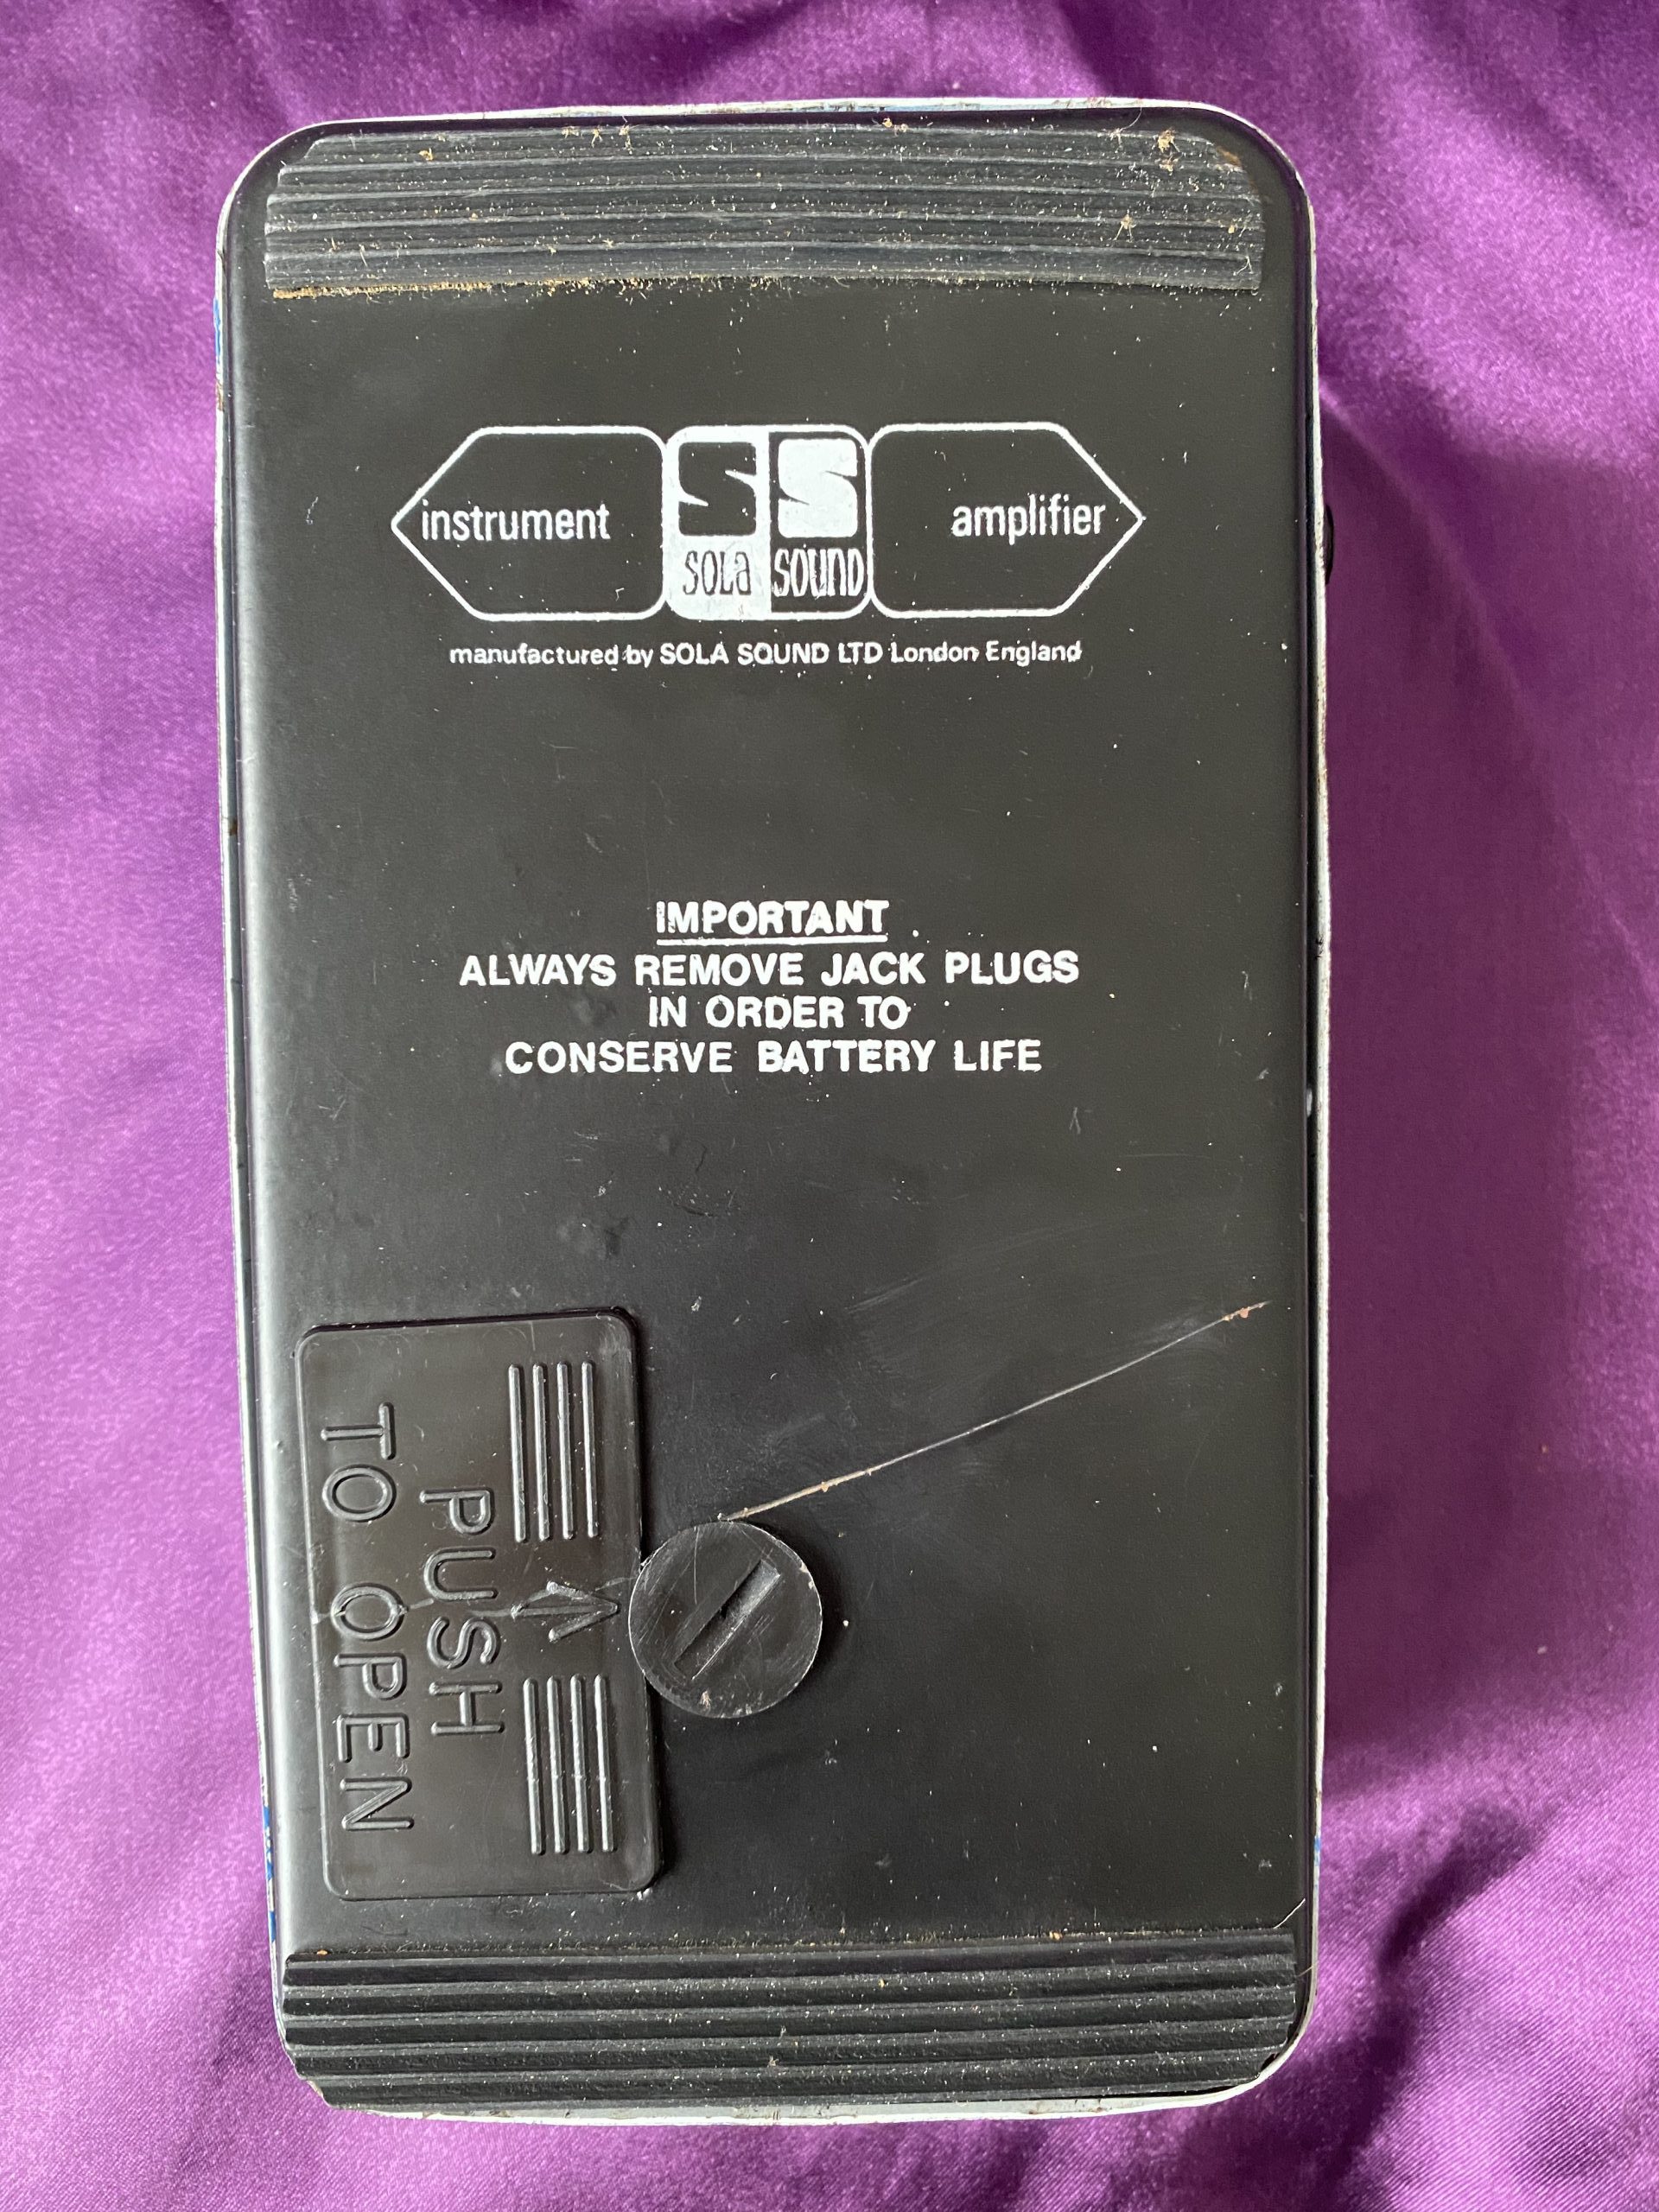 instrument SS amplifier
SOLA SOUND
manufactured by SOLA SOUND LTD London England
IMPORTANT
ALWAYS REMOVE JACK PLUGS
IN ORDER TO
CONSERVE BATTERY LIFE
PUSH
TO OPEN